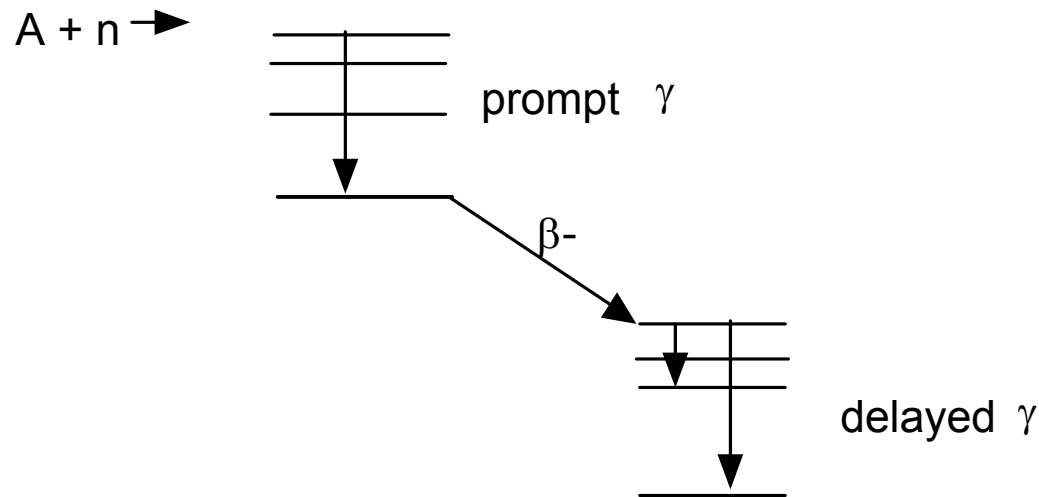 A + n
prompt γ
β-
delayed γ